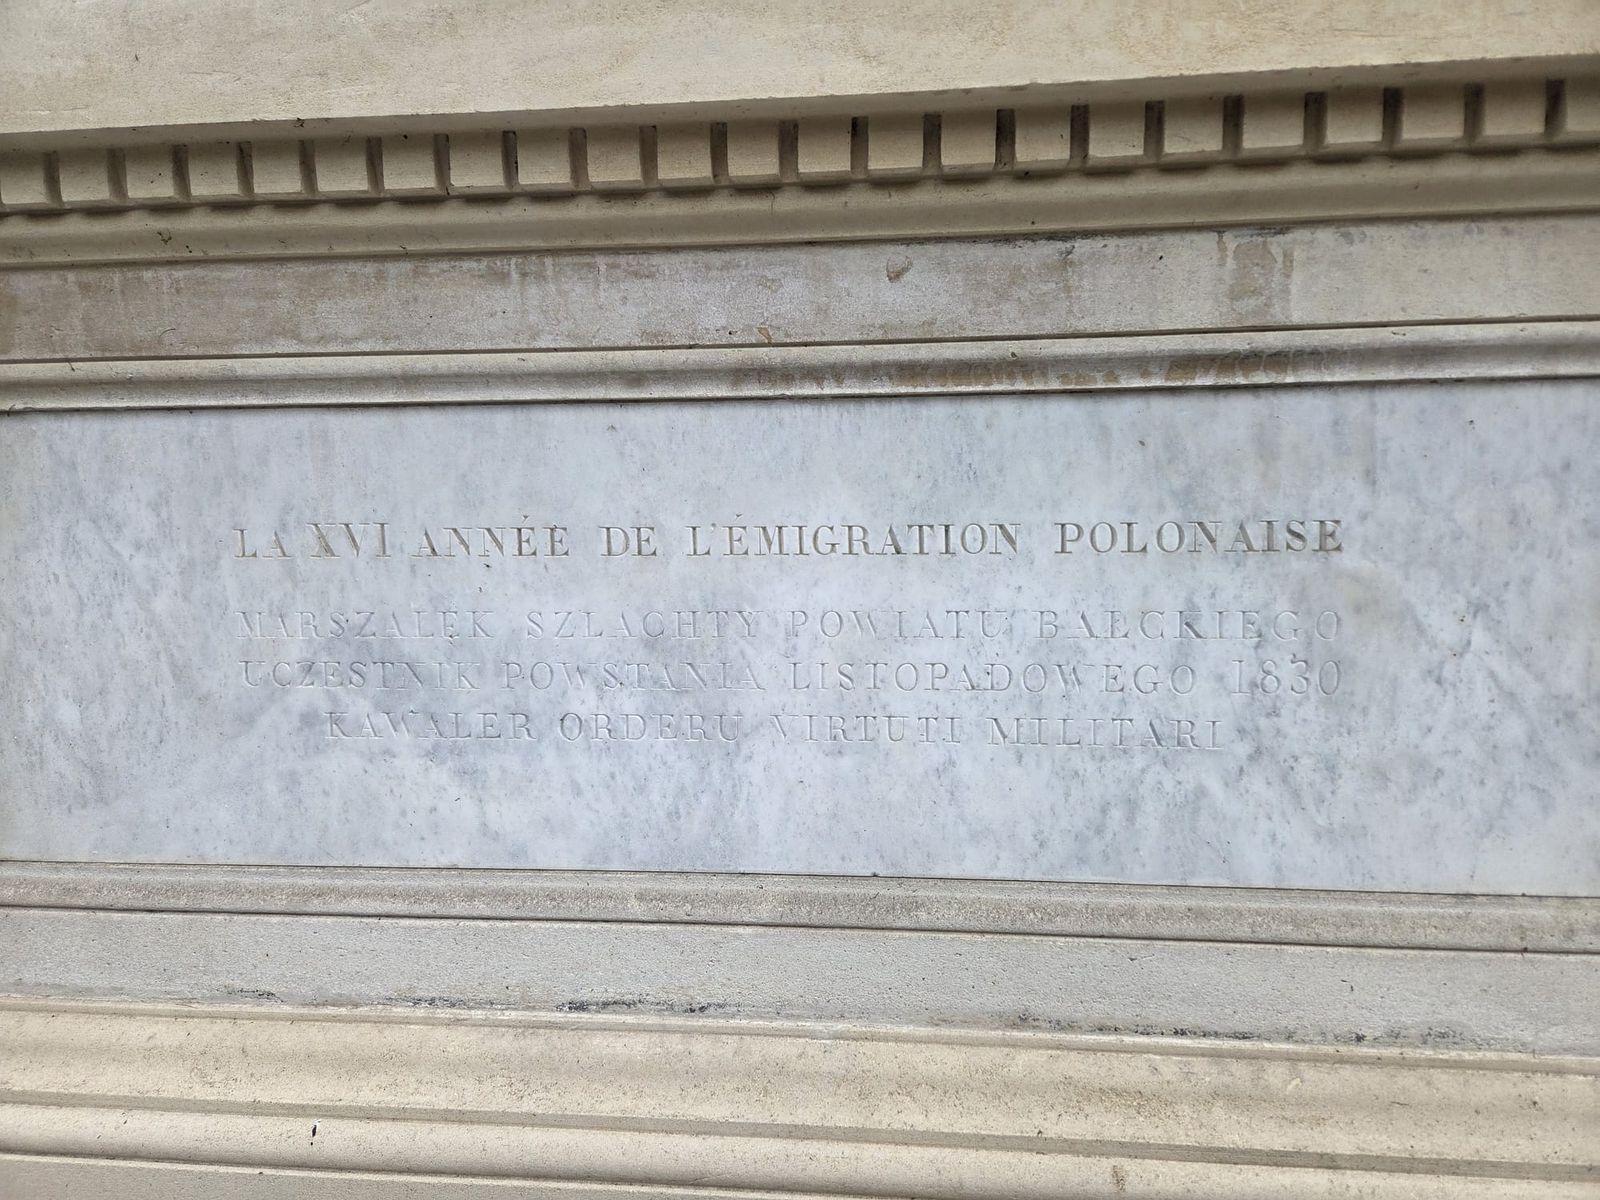 LA XVI ANNÉE DE L'ÉMIGRATION POLONAISE
MARSZAŁEK SZLACHTY POWIATU BAŁCKIEGO
UCZESTNIK POWSTANIA LISTOPADOWEGO 1830
KAWALER ORDERU VIRTUTI MILITARI